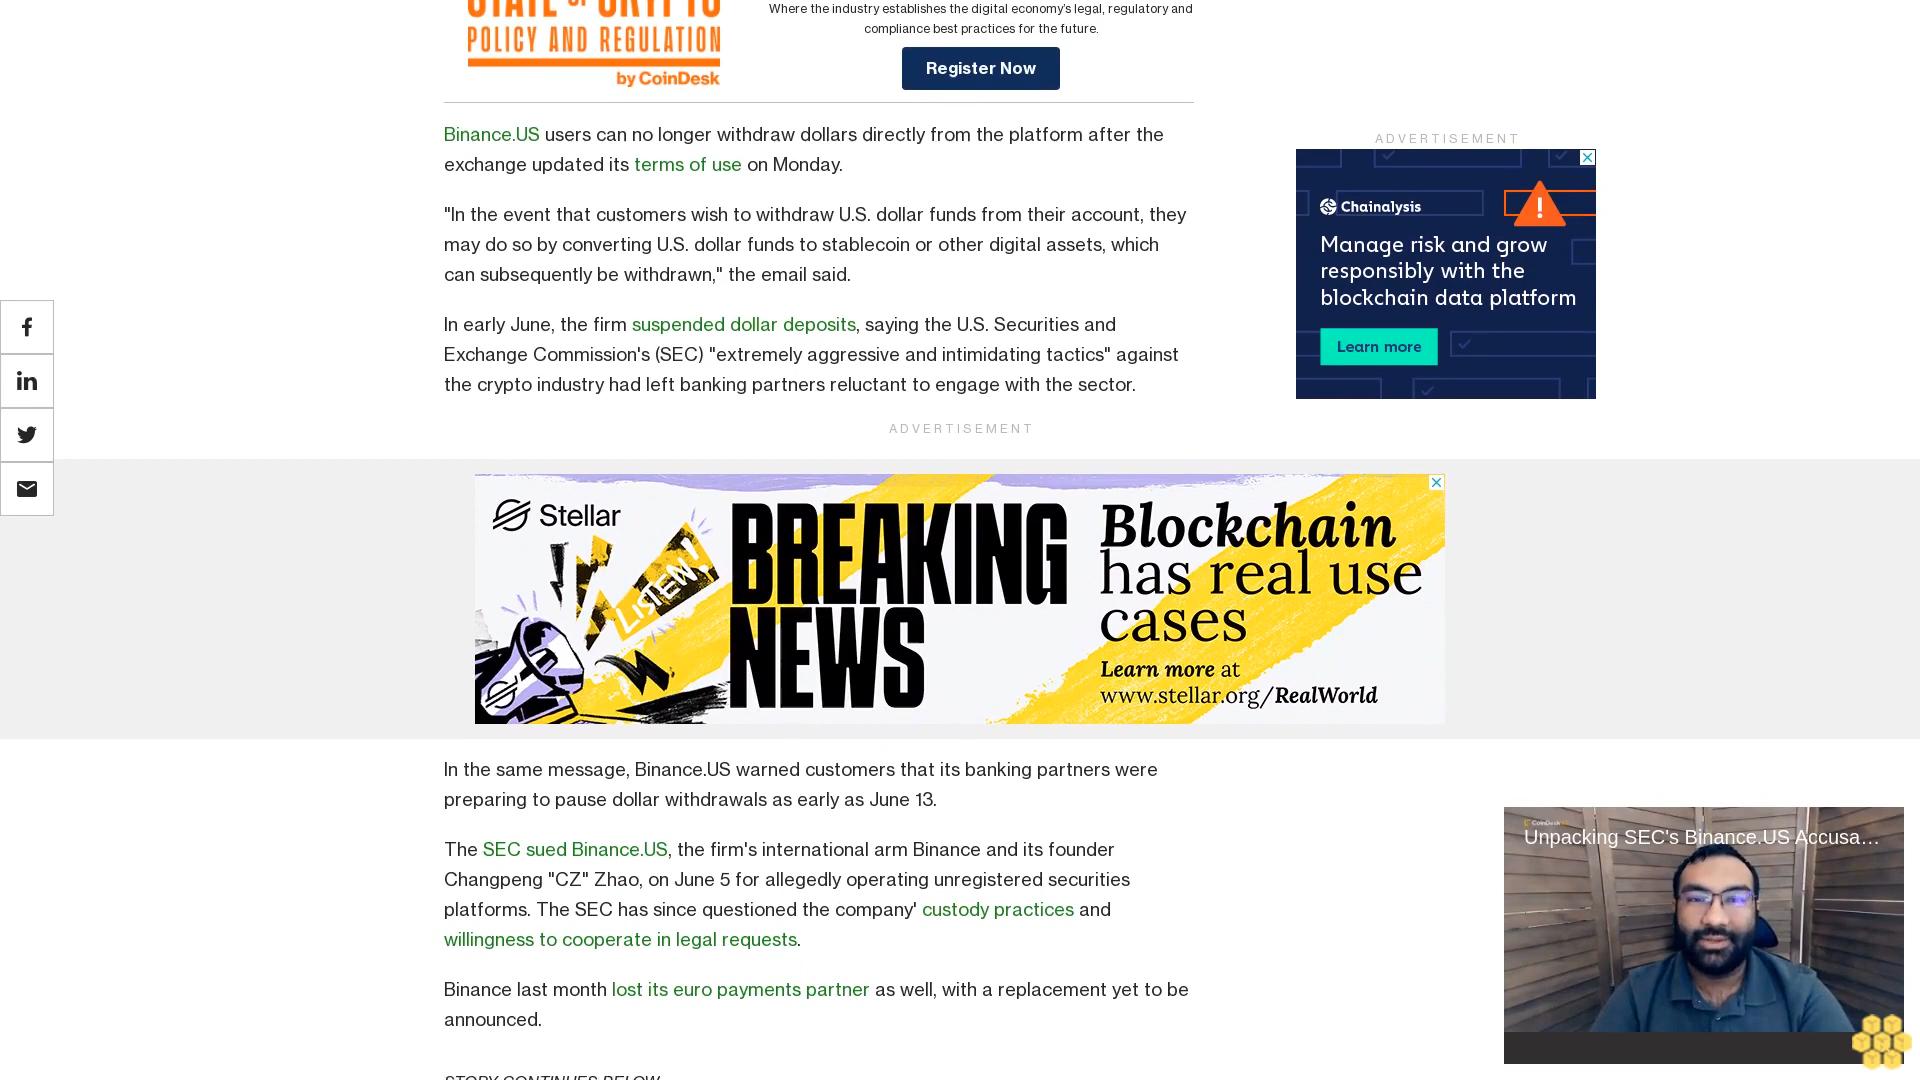 STATE OF CRYPTO
POLICY AND REGULATION
by CoinDesk
Where the industry establishes the digital economy's legal, regulatory and
compliance best practices for the future.
Register Now
Binance.US users can no longer withdraw dollars directly from the platform after the
exchange updated its terms of use on Monday.
"In the event that customers wish to withdraw U.S. dollar funds from their account, they
may do so by converting U.S. dollar funds to stablecoin or other digital assets, which
can subsequently be withdrawn," the email said.
In early June, the firm suspended dollar deposits, saying the U.S. Securities and
Exchange Commission's (SEC) "extremely aggressive and intimidating tactics" against
the crypto industry had left banking partners reluctant to engage with the sector.
ADVERTISEMENT
Chainalysis
Manage risk and grow
responsibly with the
blockchain data platform
Learn more
ADVERTISEMENT
Stellar
LISTEN!
BREAKING
NEWS
Blockchain
has real use
cases
Learn more at
www.stellar.org/RealWorld
In the same message, Binance.US warned customers that its banking partners were
preparing to pause dollar withdrawals as early as June 13.
The SEC sued Binance.US, the firm's international arm Binance and its founder
Changpeng "CZ" Zhao, on June 5 for allegedly operating unregistered securities
platforms. The SEC has since questioned the company' custody practices and
willingness to cooperate in legal requests.
Binance last month lost its euro payments partner as well, with a replacement yet to be
announced.
STORY CONTINUES BELOW
CoinDesk
Unpacking SEC's Binance.US Accusa...